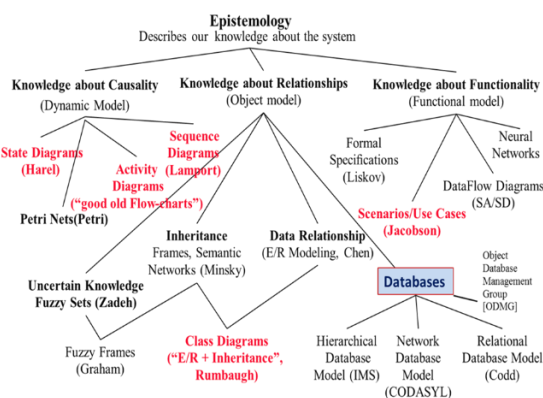 Epistemology
Describes our knowledge about the system
Knowledge about Causality
(Dynamic Model)
Knowledge about Relationships
(Object model)
Knowledge about Functionality
(Functional model)
State Diagrams
(Harel)
Sequence
Diagrams
(Lamport)
Activity
Diagrams
(“good old Flow-charts”)
Petri Nets(Petri)
Formal
Specifications
(Liskov)
Neural
Networks
DataFlow Diagrams
(SA/SD)
Scenarios/Use Cases
(Jacobson)
Inheritance
Frames, Semantic
Networks (Minsky)
Data Relationship
(E/R Modeling, Chen)
Uncertain Knowledge
Fuzzy Sets (Zadeh)
Databases
Object
Database
Management
Group
[ODMG]
Fuzzy Frames
(Graham)
Class Diagrams
(“E/R + Inheritance”,
Rumbaugh)
Hierarchical
Database
Model (IMS)
Network
Database
Model
(CODASYL)
Relational
Database Model
(Codd)